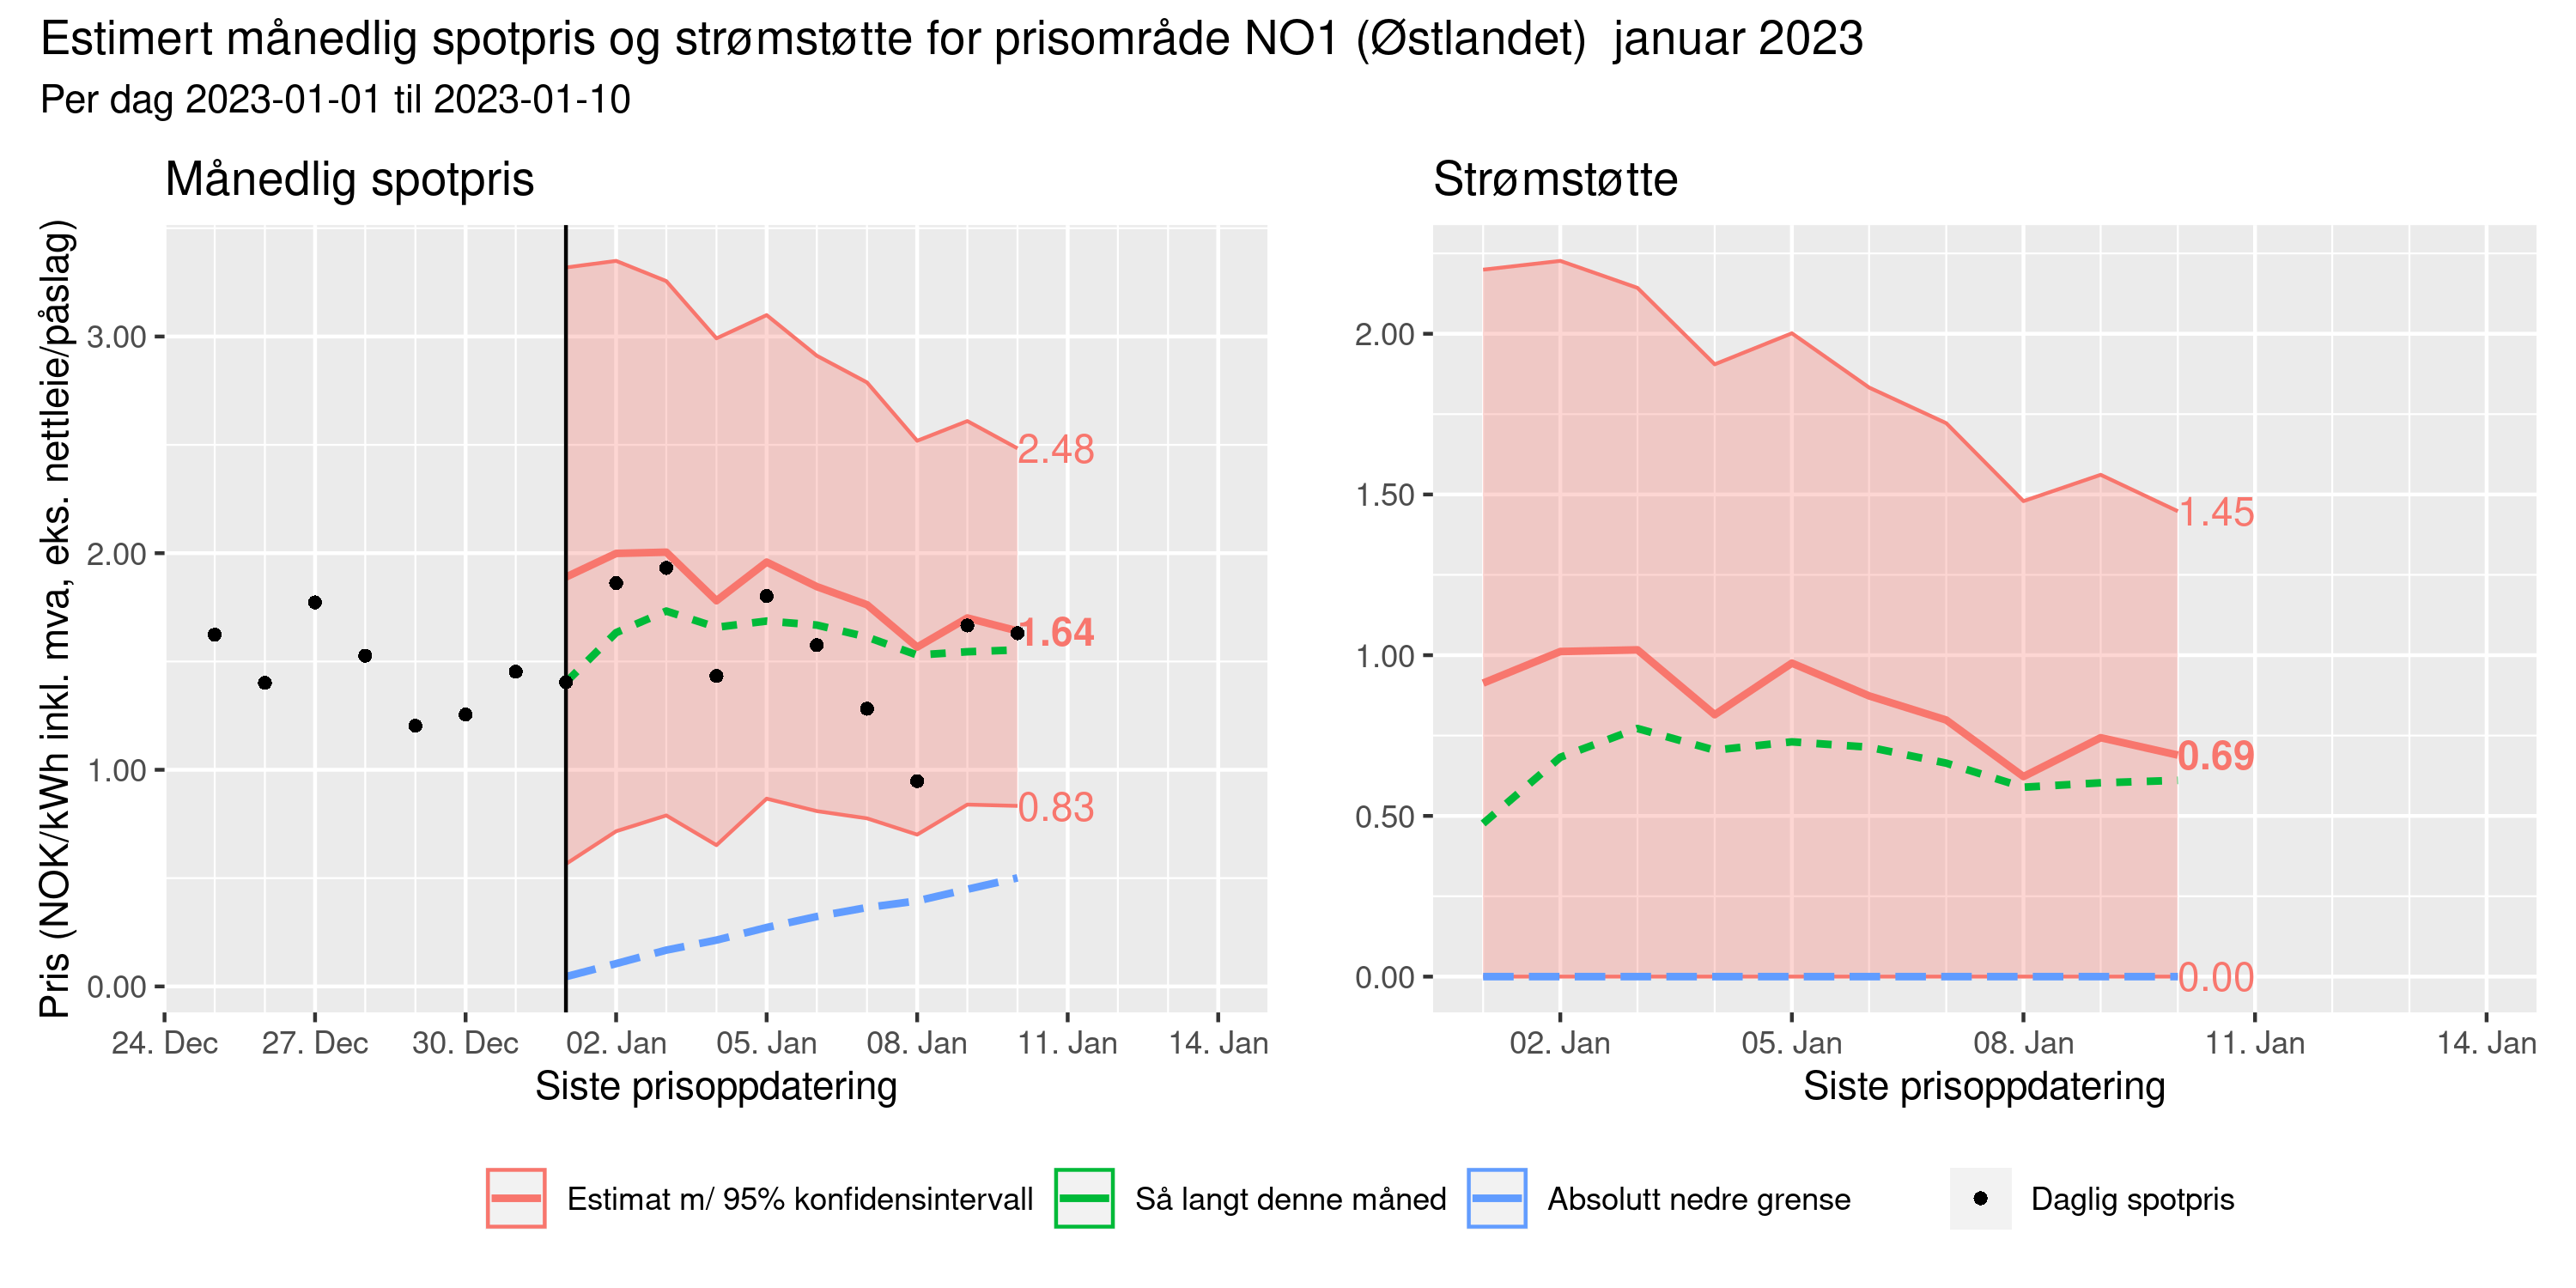 Estimert månedlig spotpris og strømstøtte for prisområde NO1 (Østlandet)  januar 2023
Per dag 2023-01-01 til 2023-01-10
Månedlig spotpris
Pris (NOK/kWh inkl. mva, eks. nettleie/påslag)
3.00
2.00
1.00
0.00
2.48
1.64
0.83
24. Dec 27. Dec 30. Dec 02. Jan 05. Jan 08. Jan 11. Jan 14. Jan
Siste prisoppdatering
Strømstøtte
2.00
1.50
1.00
0.50
0.00
1.45
0.69
0.00
02. Jan 05. Jan 08. Jan 11. Jan 14. Jan
Siste prisoppdatering
Estimat m/ 95% konfidensintervall Så langt denne måned Absolutt nedre grense Daglig spotpris